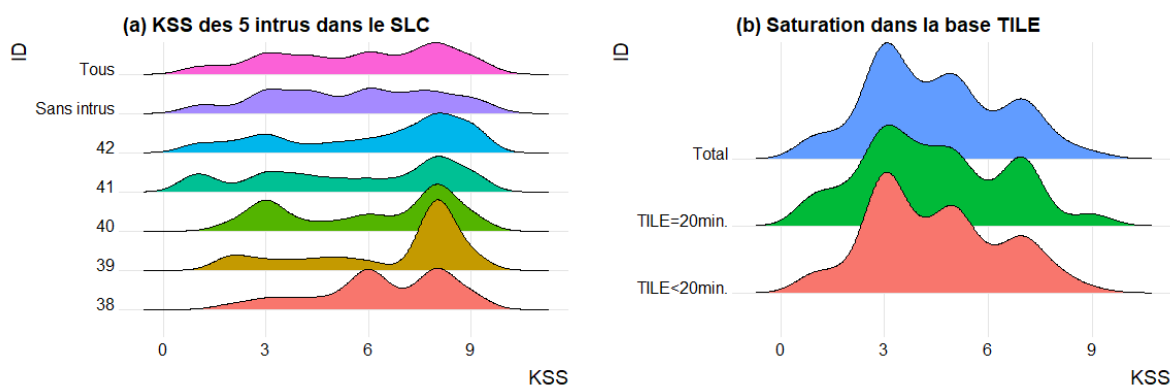 (a) KSS des 5 intrus dans le SLC
ID
Tous
Sans intrus
42
41
40
39
38
0 3 6 9
KSS
(b) Saturation dans la base TILE
ID
Total
TILE=20min.
TILE<20min.
0 3 6 9
KSS